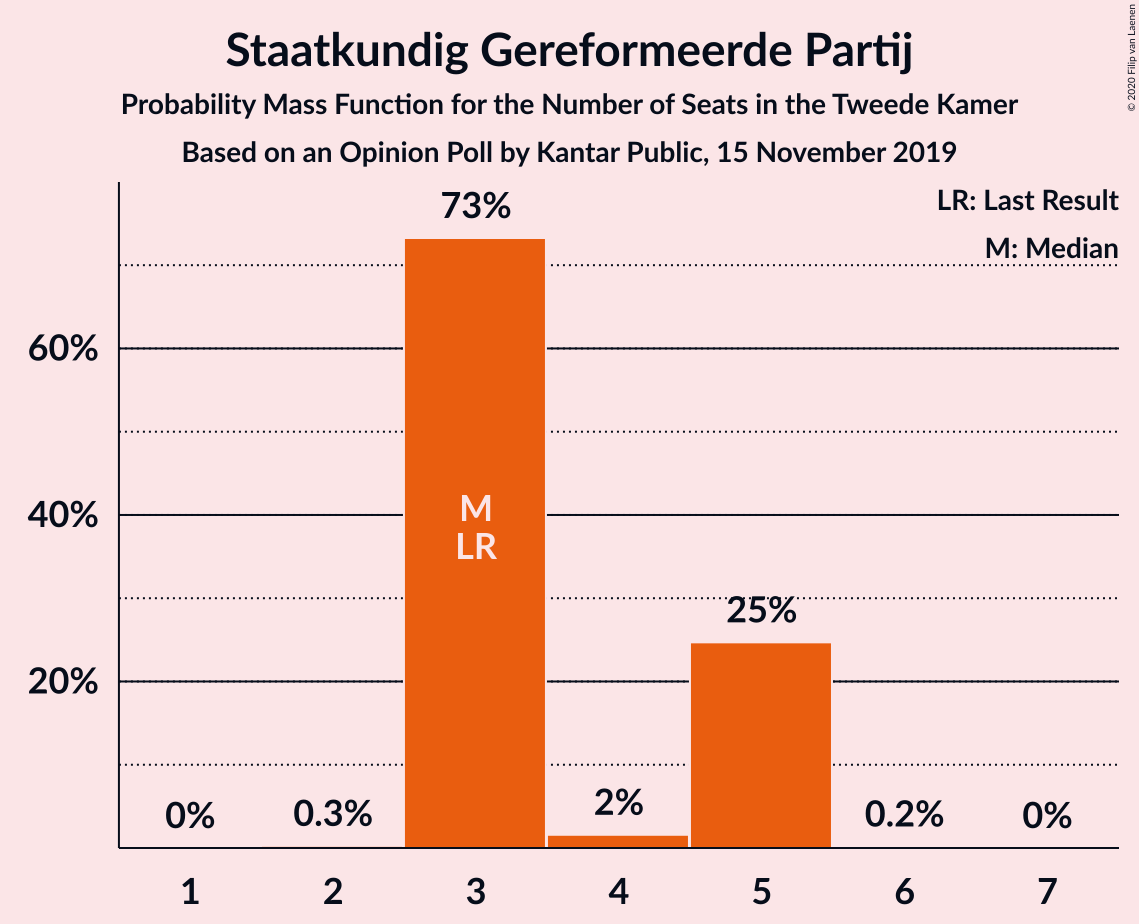 Staatkundig Gereformeerde Partij
Probability Mass Function for the Number of Seats in the Tweede Kamer
Based on an Opinion Poll by Kantar Public, 15 November 2019
© 2020 Filip van Laenen
LR: Last Result
M: Median
73%
60%
40%
20%
M
LR
25%
0%
0.3%
2%
0.2%
0%
1
2
3
4
5
6
7